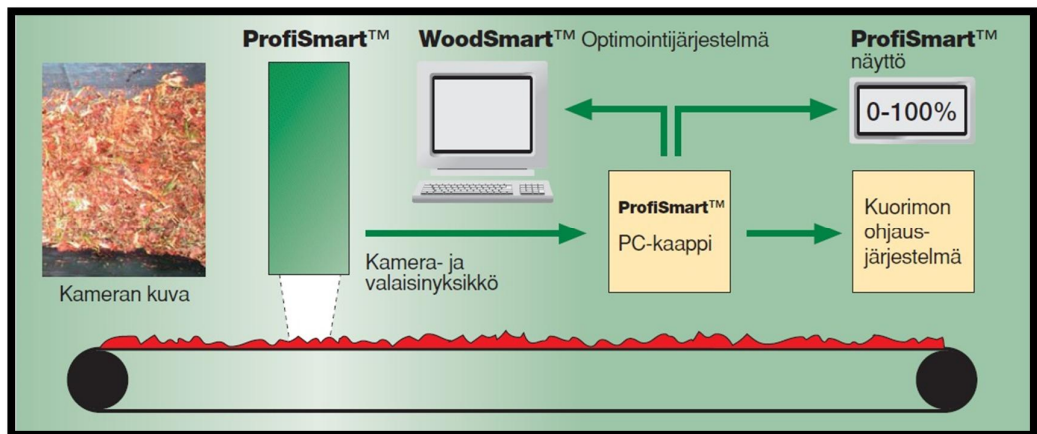 ProfiSmart™
WoodSmart™ Optimointijärjestelmä
ProfiSmart™
näyttö
0-100%
Kameran kuva
Kamera- ja
valaisinyksikkö
ProfiSmart™
PC-kaappi
Kuorimon
ohjaus-
järjestelmä